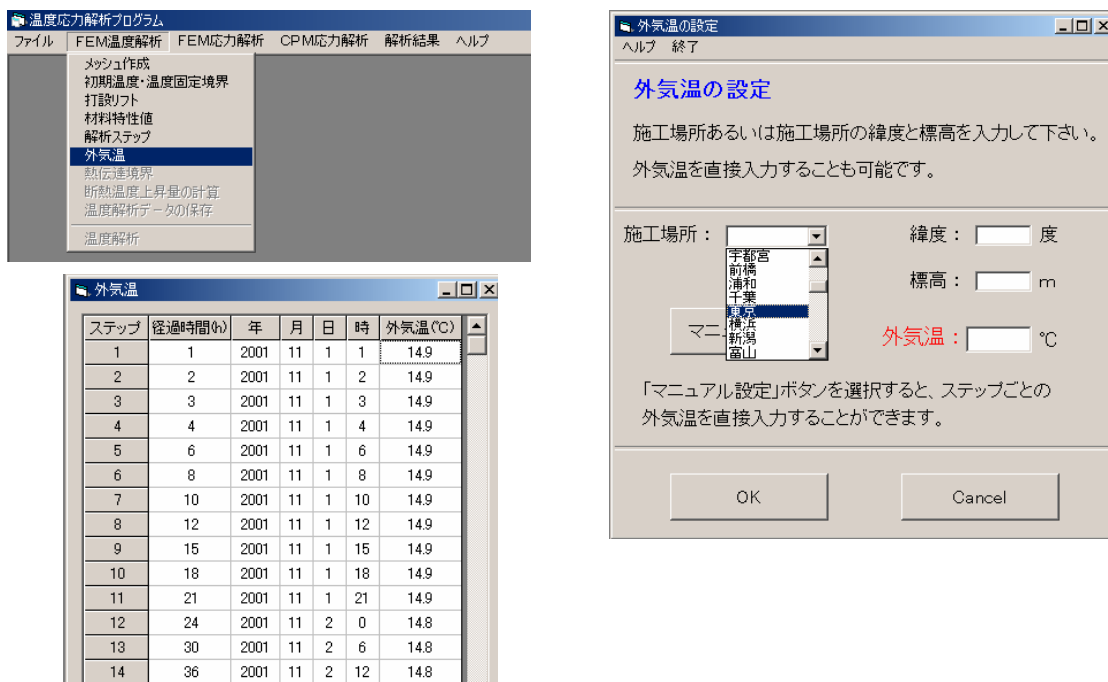 温度応力解析プログラム
ファイル FEM温度解析 FEM応力解析 CPM応力解析 解析結果 ヘルプ
メッシュ作成
初期温度・温度固定境界
打設リフト
材料特性値
解析ステップ
外気温
熱伝達境界
断熱温度上昇量の計算
温度解析データの保存
温度解析
外気温
ステップ 経過時間(h) 年 月 日 時 外気温(℃)
1 1 2001 11 1 1 14.9
2 2 2001 11 1 2 14.9
3 3 2001 11 1 3 14.9
4 4 2001 11 1 4 14.9
5 6 2001 11 1 6 14.9
6 8 2001 11 1 8 14.9
7 10 2001 11 1 10 14.9
8 12 2001 11 1 12 14.9
9 15 2001 11 1 15 14.9
10 18 2001 11 1 18 14.9
11 21 2001 11 1 21 14.9
12 24 2001 11 2 0 14.8
13 30 2001 11 2 6 14.8
14 36 2001 11 2 12 14.8
外気温の設定
ヘルプ 終了
外気温の設定
施工場所あるいは施工場所の緯度と標高を入力して下さい。
外気温を直接入力することも可能です。
施工場所： 緯度： 度
宇都宮
前橋
浦和
千葉
東京
横浜
新潟
富山
標高： m
マニュ
外気温： ℃
「マニュアル設定」ボタンを選択すると、ステップごとの
外気温を直接入力することができます。
OK Cancel